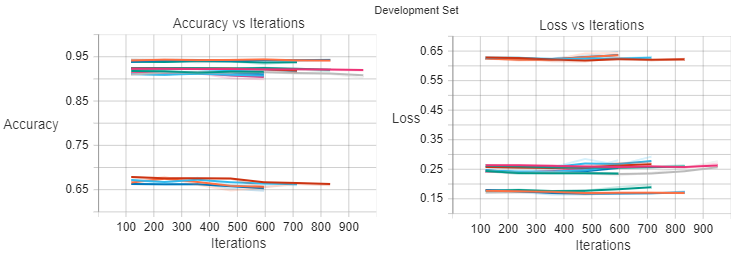 Development Set
Accuracy vs Iterations
0.95
0.85
0.75
0.65
Accuracy
100 200 300 400 500 600 700 800 900
Iterations
Loss vs Iterations
0.65
0.55
0.45
0.35
0.25
0.15
Loss
100 200 300 400 500 600 700 800 900
Iterations